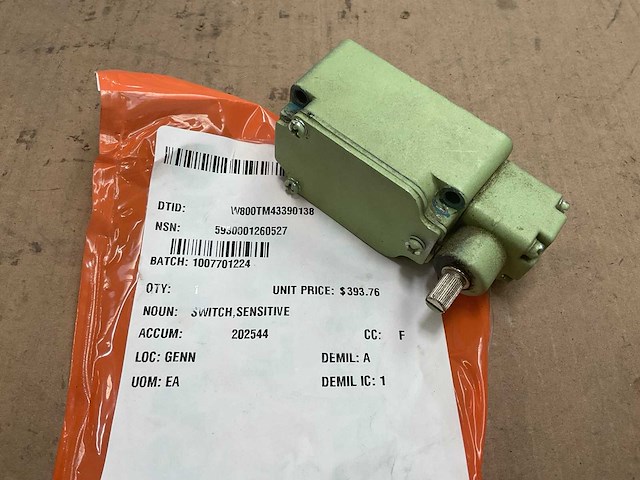 DTID: W800TM43390138
NSN: 5930001260527
BATCH: 1007701224
QTY: 1 UNIT PRICE: $393.76
NOUN: SWITCH,SENSITIVE
ACCUM: 202544 CC: F
LOC: GENN DEMIL: A
UOM: EA DEMIL IC: 1